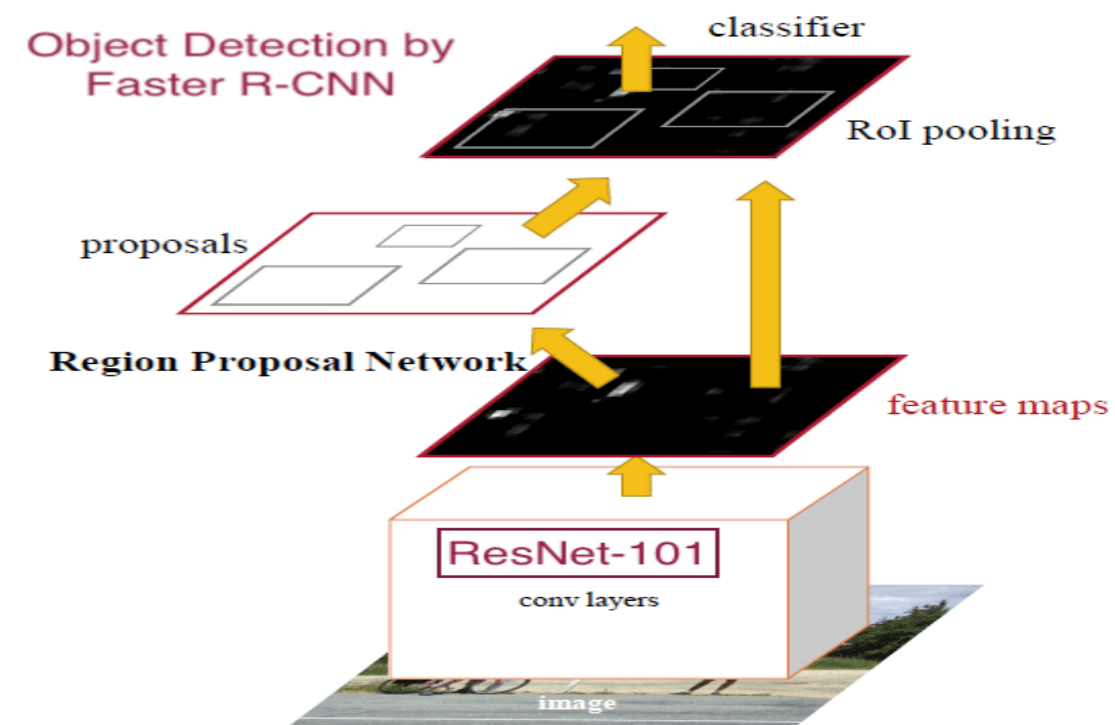 Object Detection by
Faster R-CNN
classifier
RoI pooling
proposals
Region Proposal Network
feature maps
ResNet-101
conv layers
image